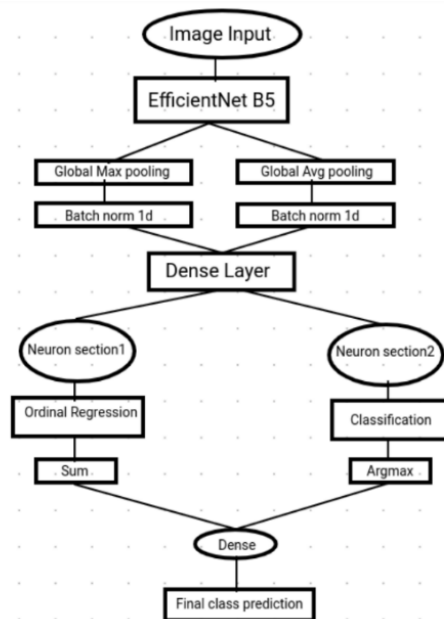 Image Input
EfficientNet B5
Global Max pooling
Global Avg pooling
Batch norm 1d
Batch norm 1d
Dense Layer
Neuron section1
Neuron section2
Ordinal Regression
Classification
Sum
Argmax
Dense
Final class prediction